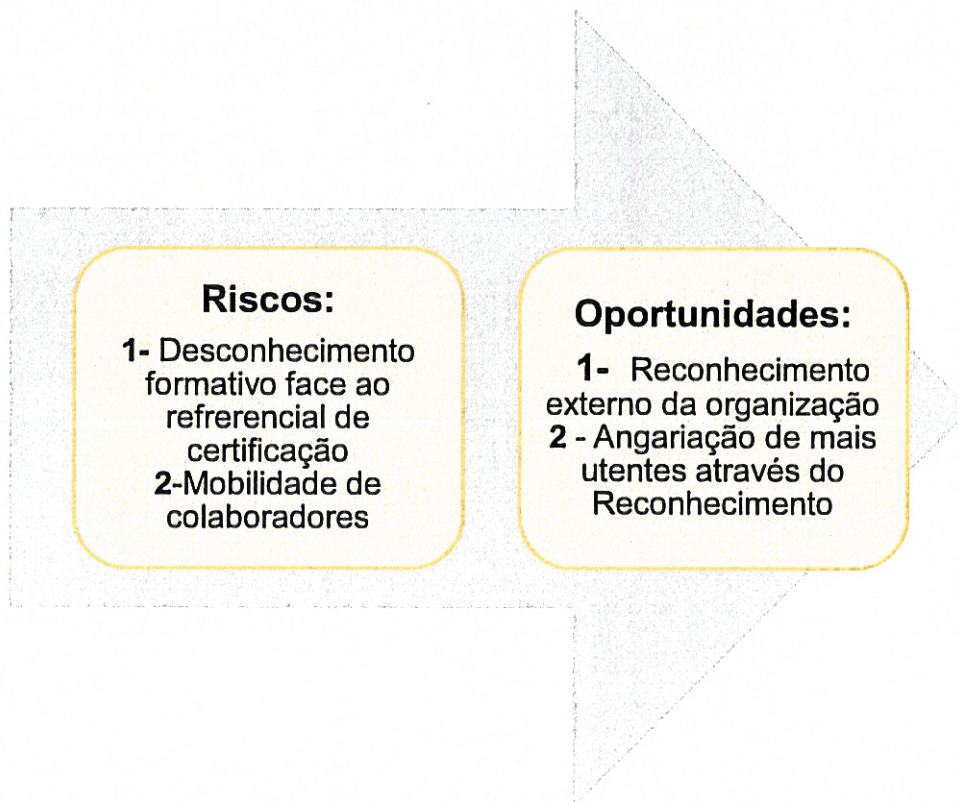 Riscos:
1- Desconhecimento
formativo face ao
refrerencial de
certificação
2-Mobilidade de
colaboradores
Oportunidades:
1- Reconhecimento
externo da organização
2 - Angariação de mais
utentes através do
Reconhecimento